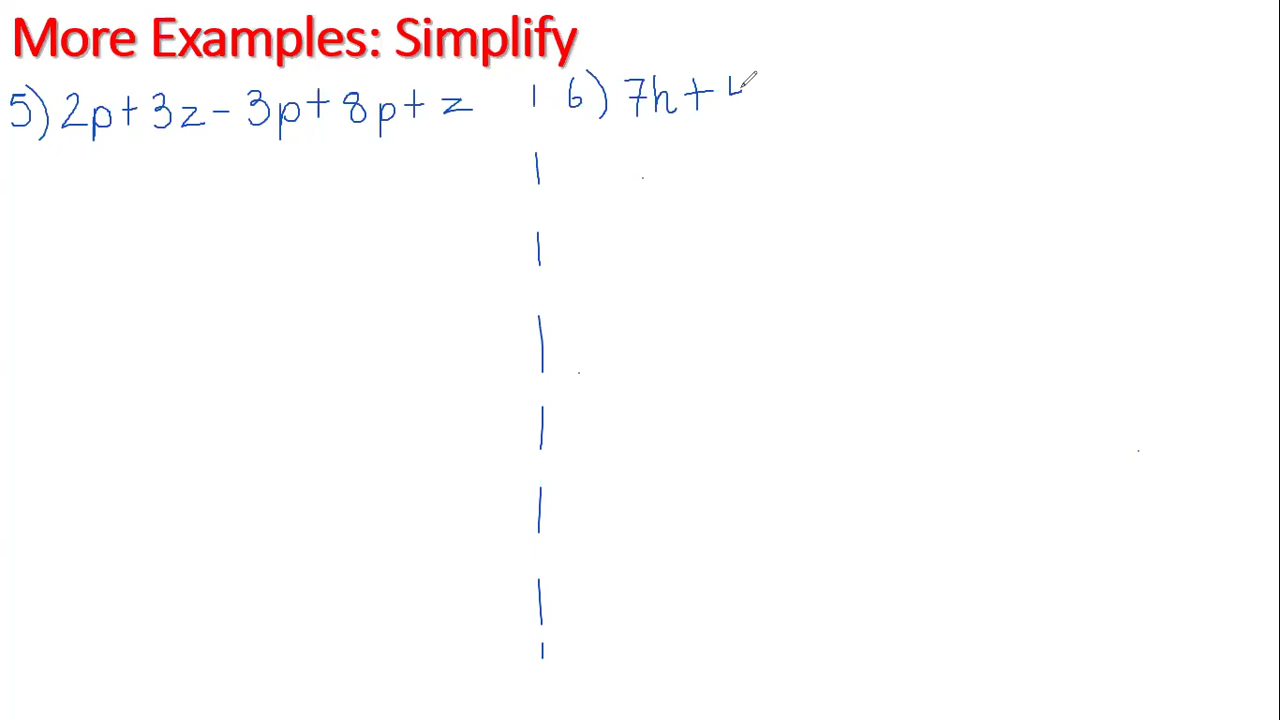 More Examples: Simplify
5) 2p + 3z - 3p + 8p + z
6) 7h +